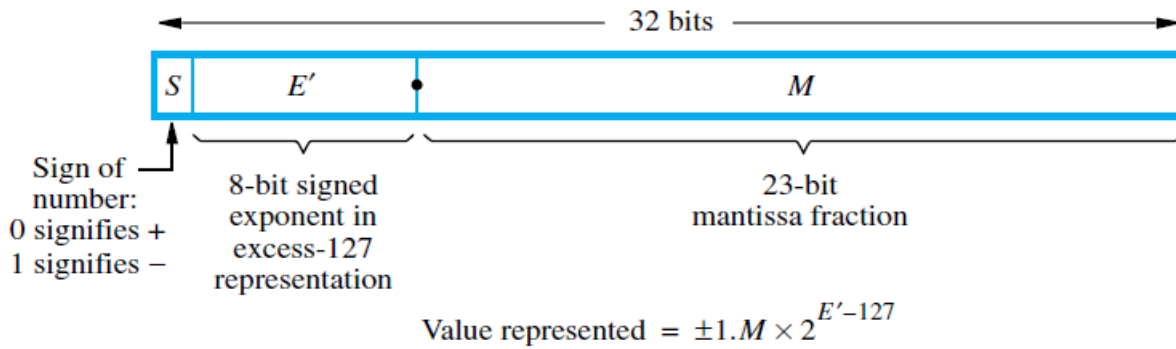 32 bits
S E′ M
Sign of
number:
0 signifies +
1 signifies −
8-bit signed
exponent in
excess-127
representation
23-bit
mantissa fraction
Value represented = ±1.M × 2^{E′−127}